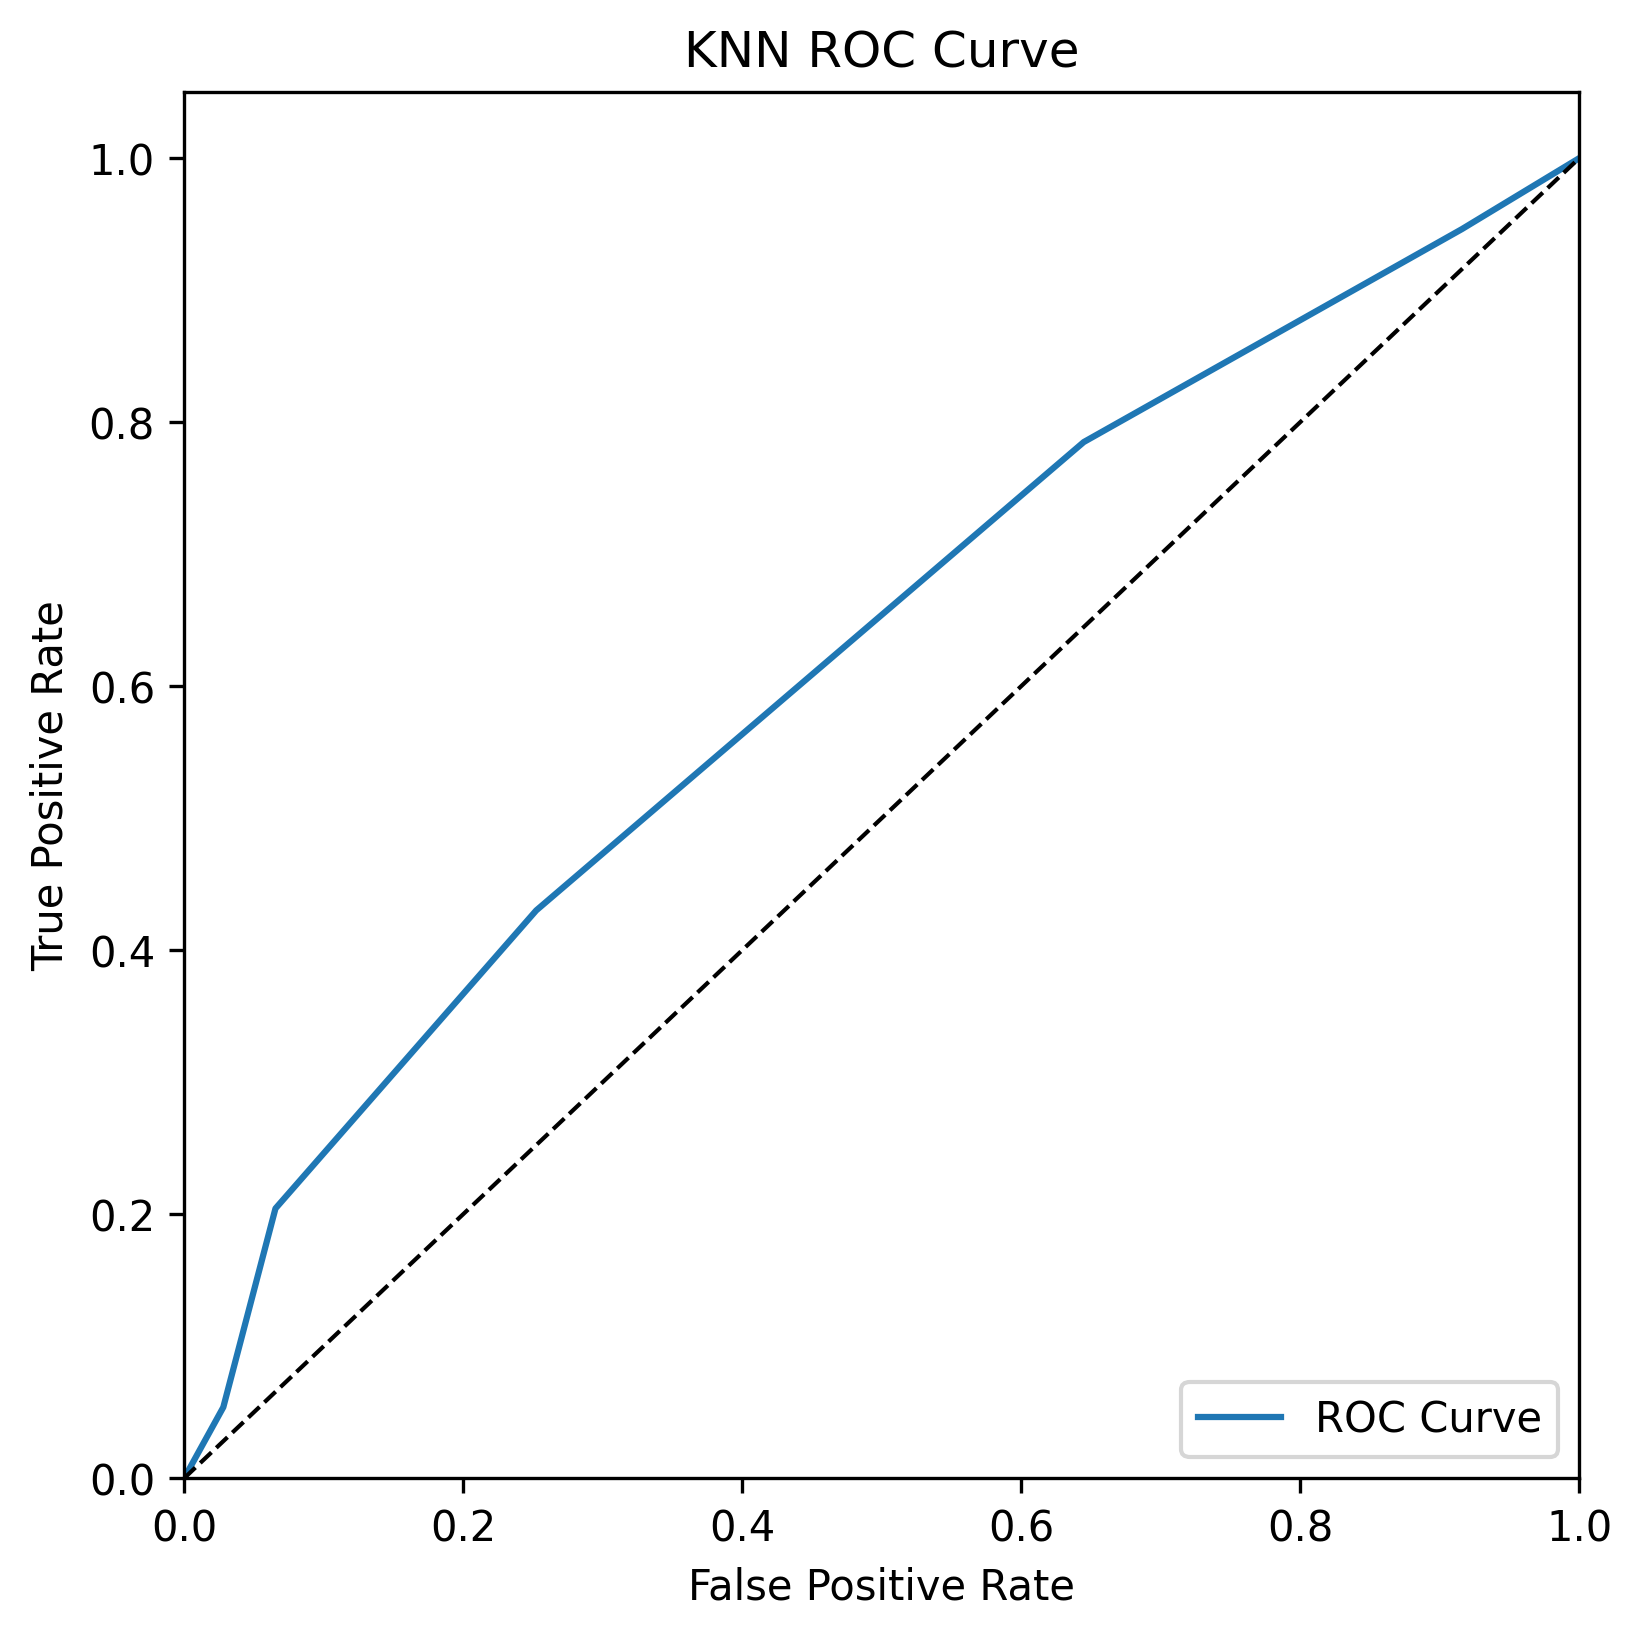 KNN ROC Curve
1.0
0.8
0.6
0.4
0.2
0.0
True Positive Rate
ROC Curve
0.0 0.2 0.4 0.6 0.8 1.0
False Positive Rate